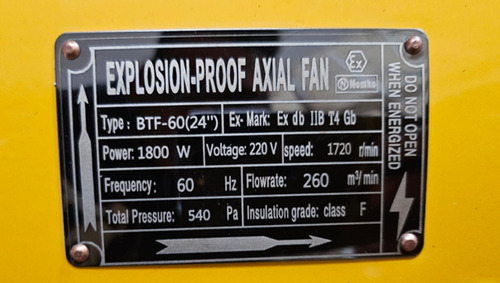 EXPLOSION-PROOF AXIAL FAN
Ex
N Nemko
Type: BTF-60(24") Ex-Mark: Ex db IIB T4 Gb
Power: 1800 W Voltage: 220 V speed: 1720 r/min
Frequency: 60 Hz Flowrate: 260 m³/min
Total Pressure: 540 Pa Insulation grade: class F
DO NOT OPEN
WHEN ENERGIZED